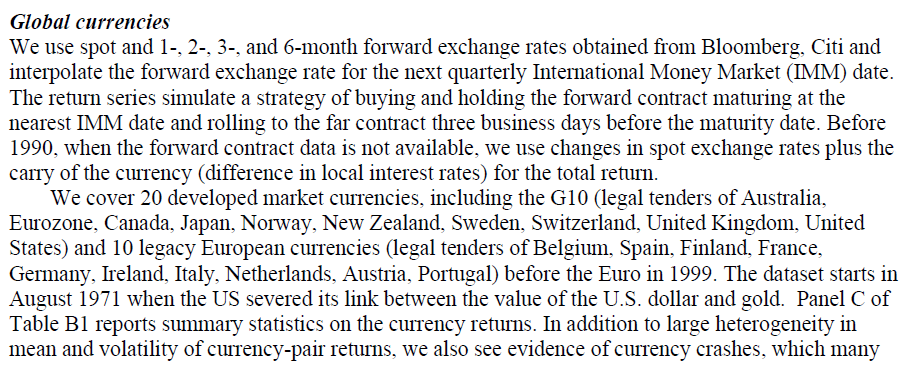 Global currencies
We use spot and 1-, 2-, 3-, and 6-month forward exchange rates obtained from Bloomberg, Citi and
interpolate the forward exchange rate for the next quarterly International Money Market (IMM) date.
The return series simulate a strategy of buying and holding the forward contract maturing at the
nearest IMM date and rolling to the far contract three business days before the maturity date. Before
1990, when the forward contract data is not available, we use changes in spot exchange rates plus the
carry of the currency (difference in local interest rates) for the total return.
We cover 20 developed market currencies, including the G10 (legal tenders of Australia,
Eurozone, Canada, Japan, Norway, New Zealand, Sweden, Switzerland, United Kingdom, United
States) and 10 legacy European currencies (legal tenders of Belgium, Spain, Finland, France,
Germany, Ireland, Italy, Netherlands, Austria, Portugal) before the Euro in 1999. The dataset starts in
August 1971 when the US severed its link between the value of the U.S. dollar and gold.  Panel C of
Table B1 reports summary statistics on the currency returns. In addition to large heterogeneity in
mean and volatility of currency-pair returns, we also see evidence of currency crashes, which many